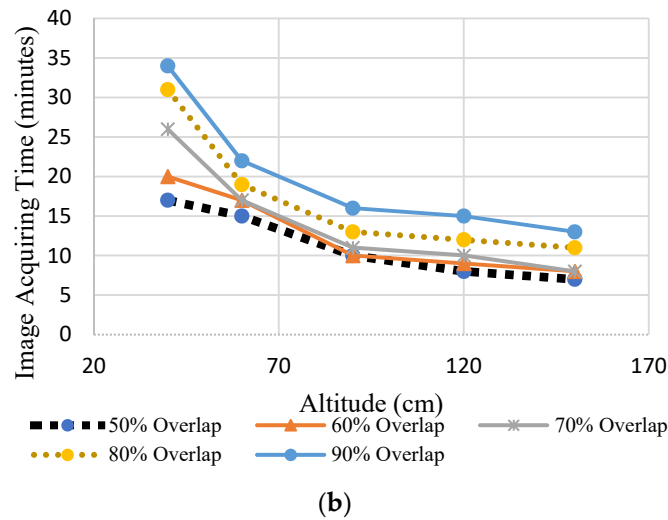 Image Acquiring Time (minutes)
40
35
30
25
20
15
10
5
0
20 70 120 170
Altitude (cm)
50% Overlap 60% Overlap 70% Overlap
80% Overlap 90% Overlap
(b)